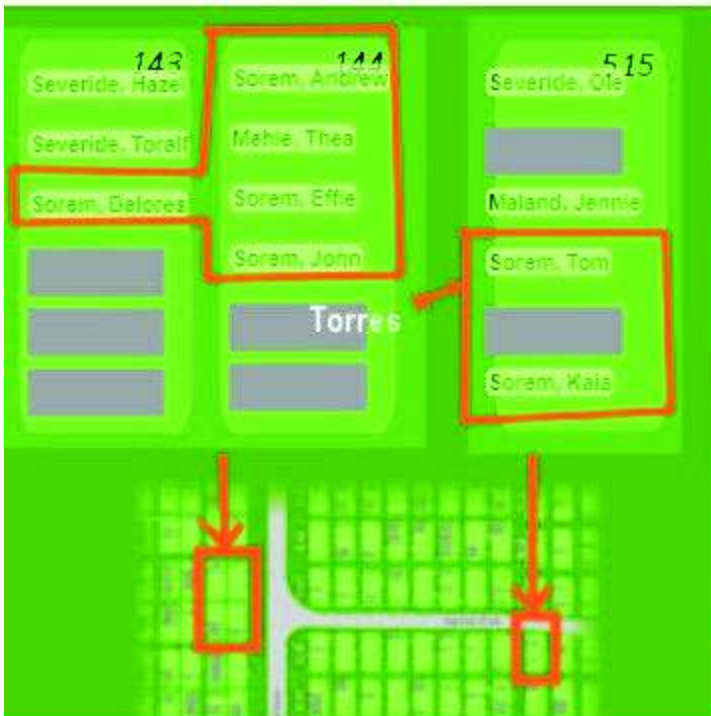 143
Severide, Hazel
Severide, Toralf
Sorem, Delores
144
Sorem, Andrew
Thea
Sorem, Effie
Sorem, John
Torres
515
Severide, Ole
Maland, Jennie
Sorem, Tom
Sorem, Kaia